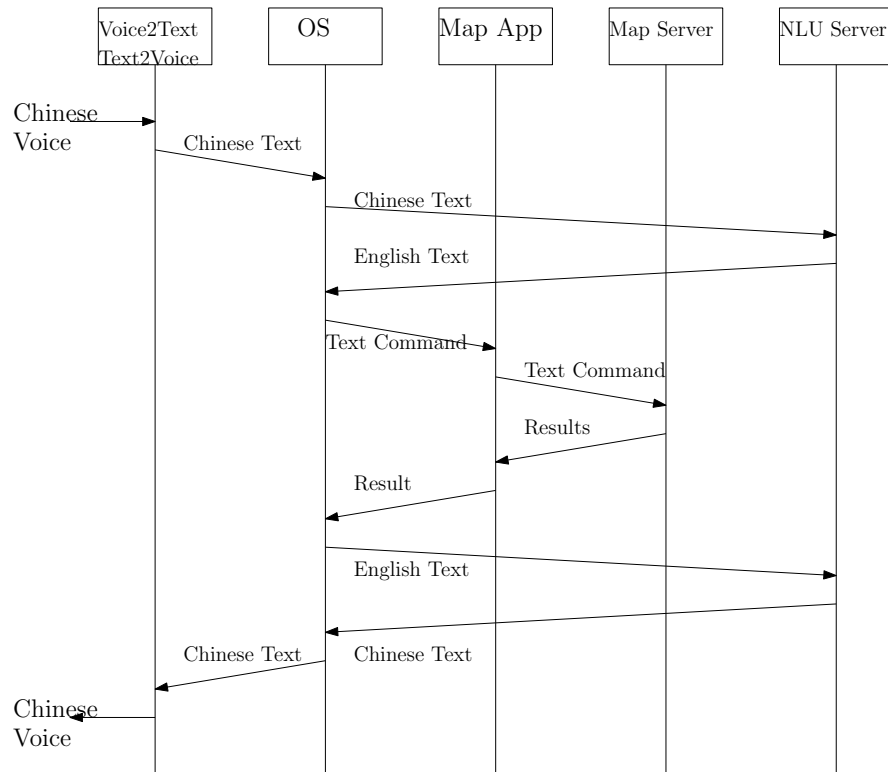 Voice2Text
Text2Voice
OS
Map App
Map Server
NLU Server
Chinese
Voice
Chinese Text
Chinese Text
English Text
Text Command
Text Command
Results
Result
English Text
Chinese Text
Chinese Text
Chinese
Voice